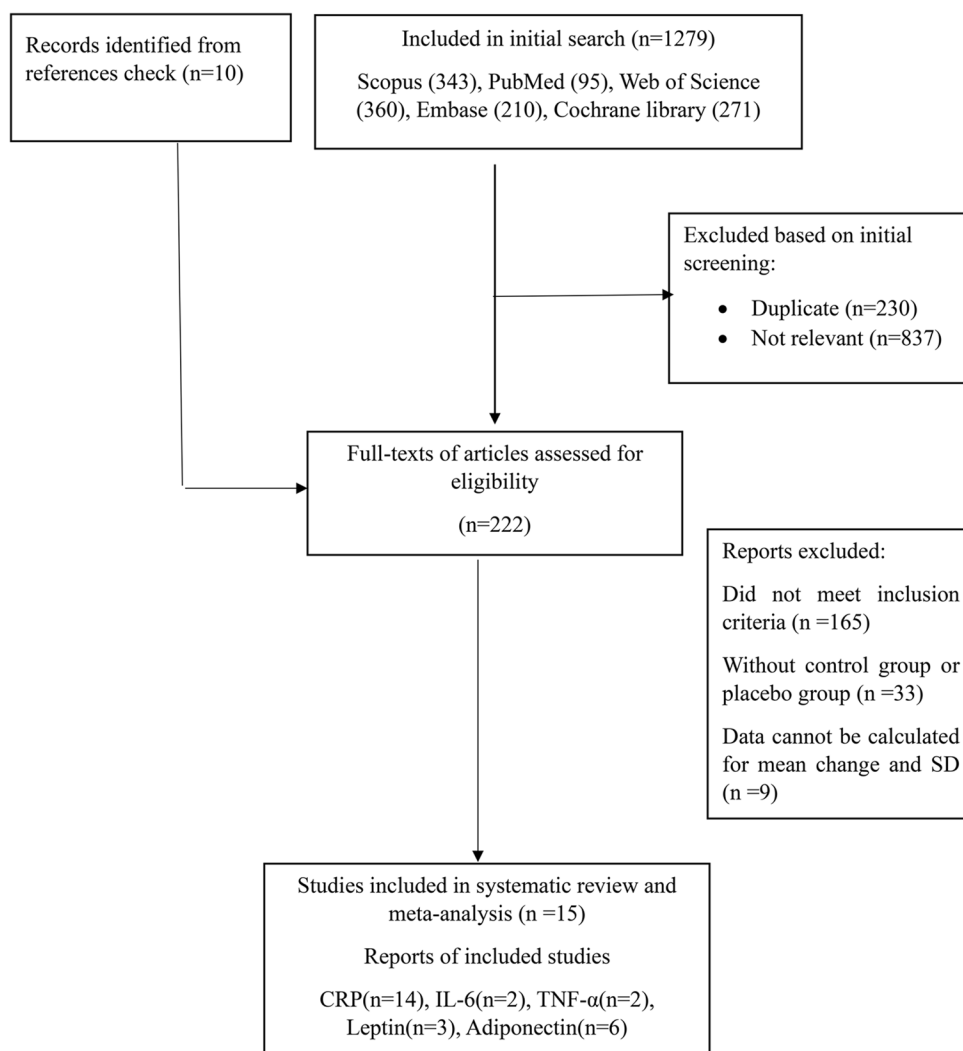 Records identified from
references check (n=10)
Included in initial search (n=1279)
Scopus (343), PubMed (95), Web of Science
(360), Embase (210), Cochrane library (271)
Excluded based on initial
screening:
• Duplicate (n=230)
• Not relevant (n=837)
Full-texts of articles assessed for
eligibility
(n=222)
Reports excluded:
Did not meet inclusion
criteria (n =165)
Without control group or
placebo group (n =33)
Data cannot be calculated
for mean change and SD
(n =9)
Studies included in systematic review and
meta-analysis (n =15)
Reports of included studies
CRP(n=14), IL-6(n=2), TNF-α(n=2),
Leptin(n=3), Adiponectin(n=6)